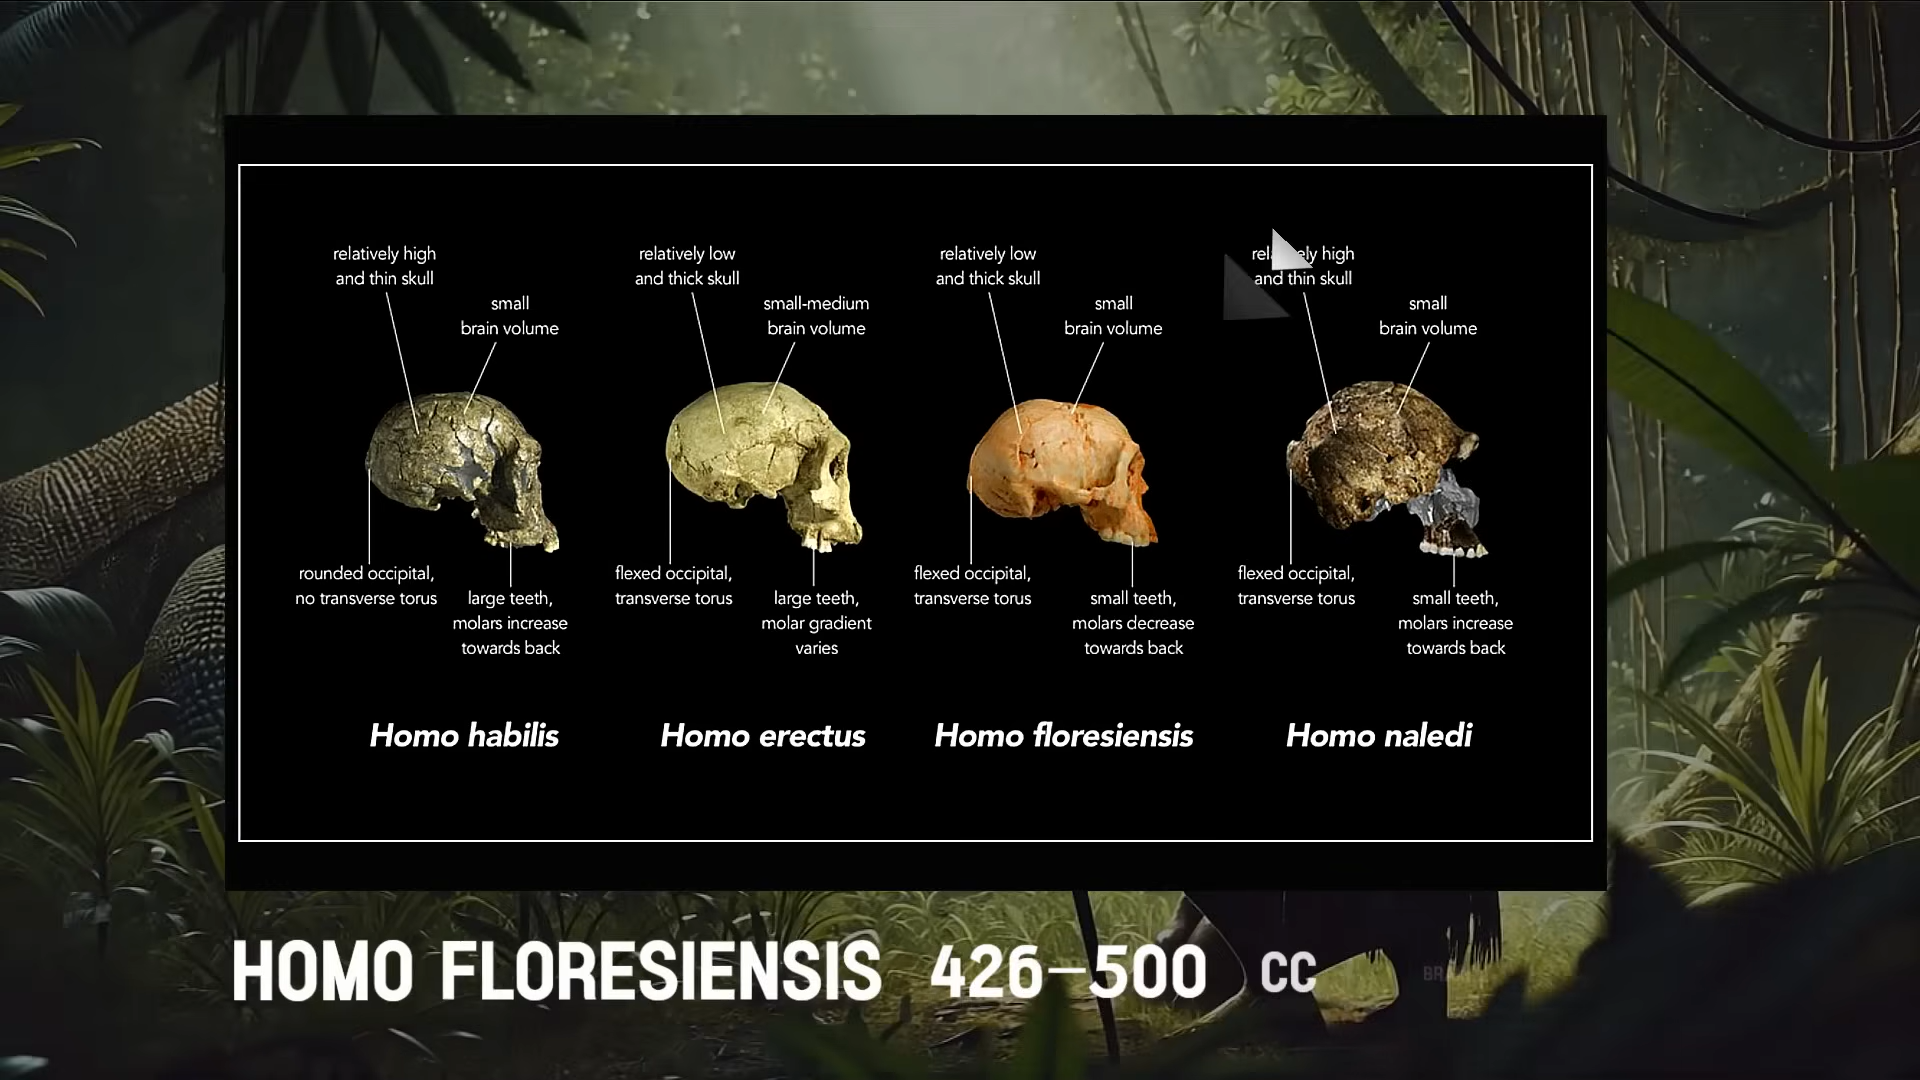 relatively high
and thin skull
small
brain volume
rounded occipital,
no transverse torus
large teeth,
molars increase
towards back
Homo habilis
relatively low
and thick skull
small-medium
brain volume
flexed occipital,
transverse torus
large teeth,
molar gradient
varies
Homo erectus
relatively low
and thick skull
small
brain volume
flexed occipital,
transverse torus
small teeth,
molars decrease
towards back
Homo floresiensis
high
and thin skull
small
brain volume
flexed occipital,
transverse torus
small teeth,
molars increase
towards back
Homo naledi
HOMO FLORESIENSIS 426–500 CC